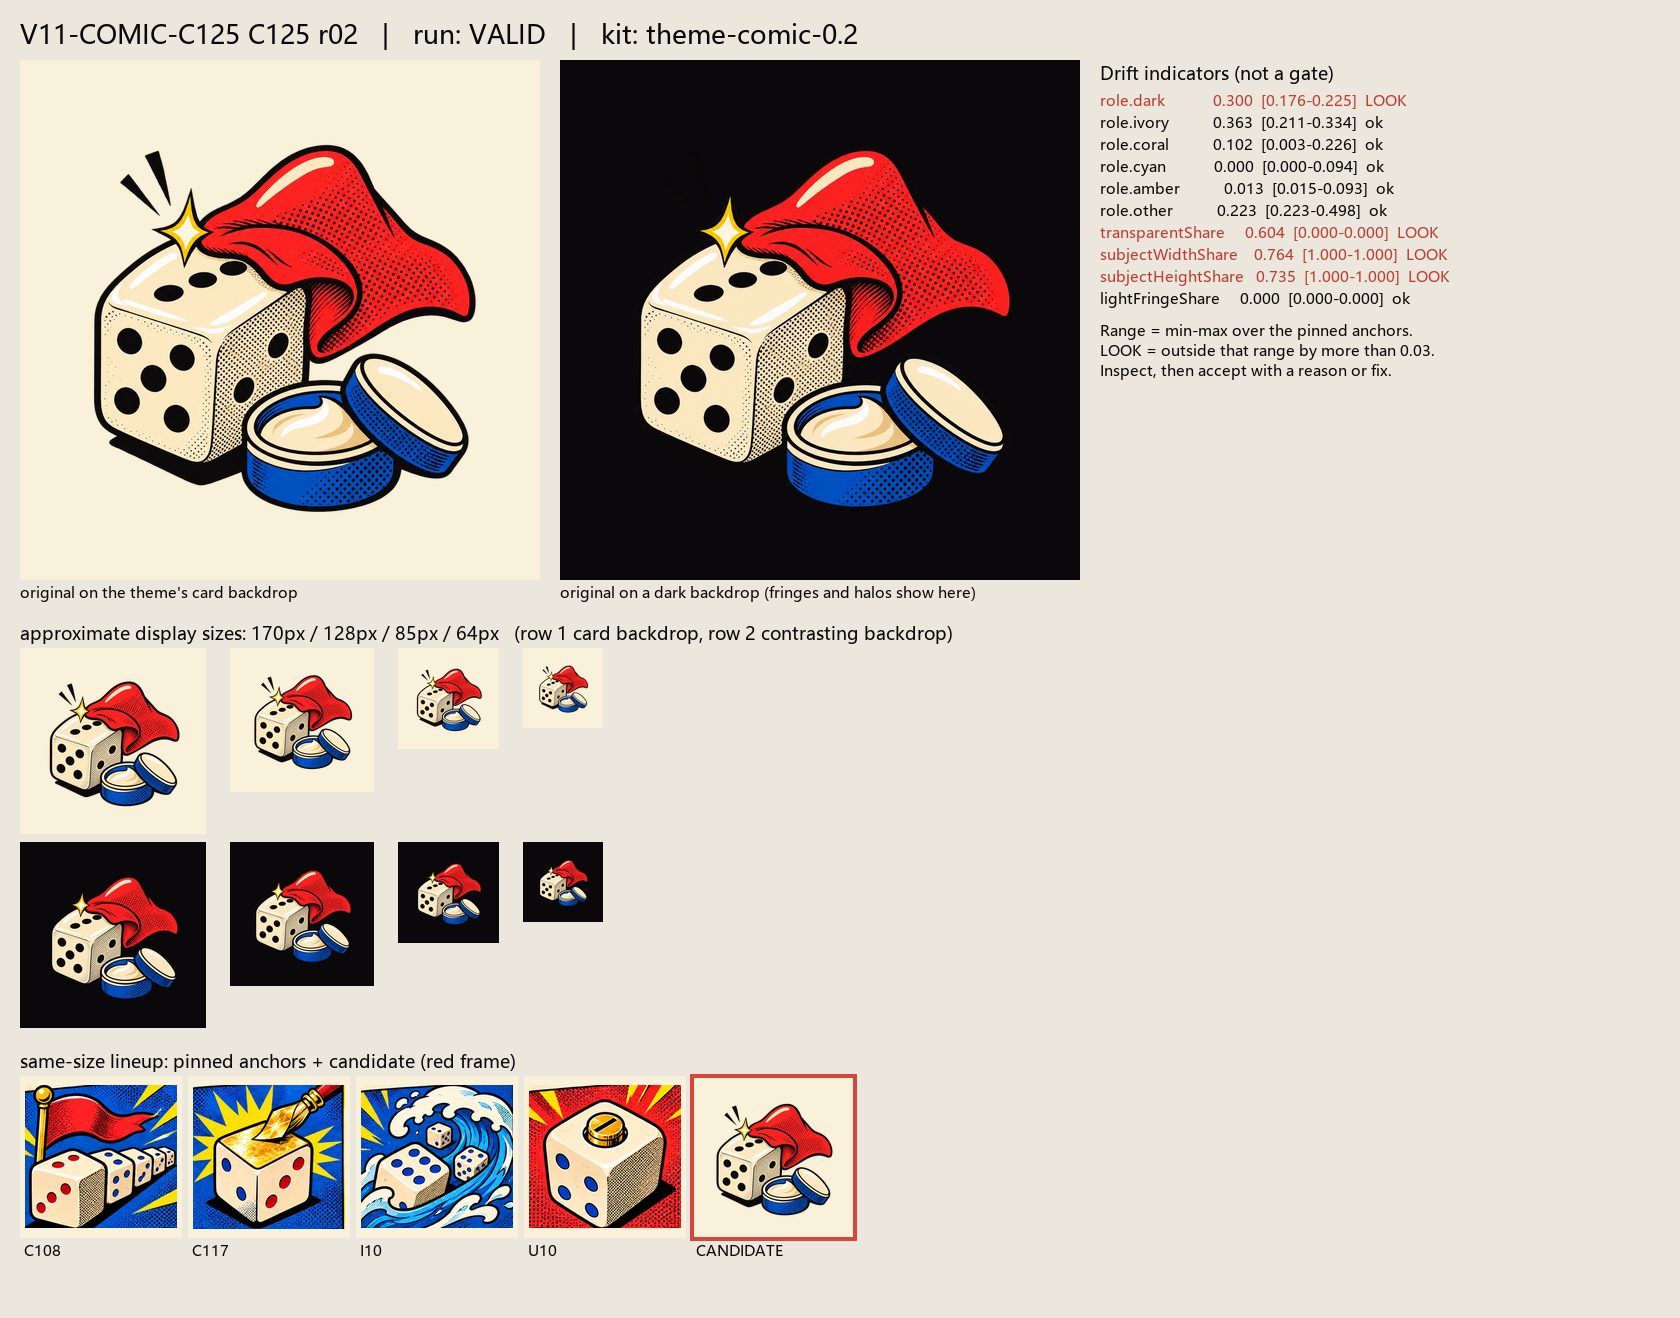 V11-COMIC-C125 C125 r02 | run: VALID | kit: theme-comic-0.2
Drift indicators (not a gate)
role.dark 0.300 [0.176-0.225] LOOK
role.ivory 0.363 [0.211-0.334] ok
role.coral 0.102 [0.003-0.226] ok
role.cyan 0.000 [0.000-0.094] ok
role.amber 0.013 [0.015-0.093] ok
role.other 0.223 [0.223-0.498] ok
transparentShare 0.604 [0.000-0.000] LOOK
subjectWidthShare 0.764 [1.000-1.000] LOOK
subjectHeightShare 0.735 [1.000-1.000] LOOK
lightFringeShare 0.000 [0.000-0.000] ok
Range = min-max over the pinned anchors.
LOOK = outside that range by more than 0.03.
Inspect, then accept with a reason or fix.
original on the theme's card backdrop
original on a dark backdrop (fringes and halos show here)
approximate display sizes: 170px / 128px / 85px / 64px (row 1 card backdrop, row 2 contrasting backdrop)
same-size lineup: pinned anchors + candidate (red frame)
C108
C117
I10
U10
CANDIDATE